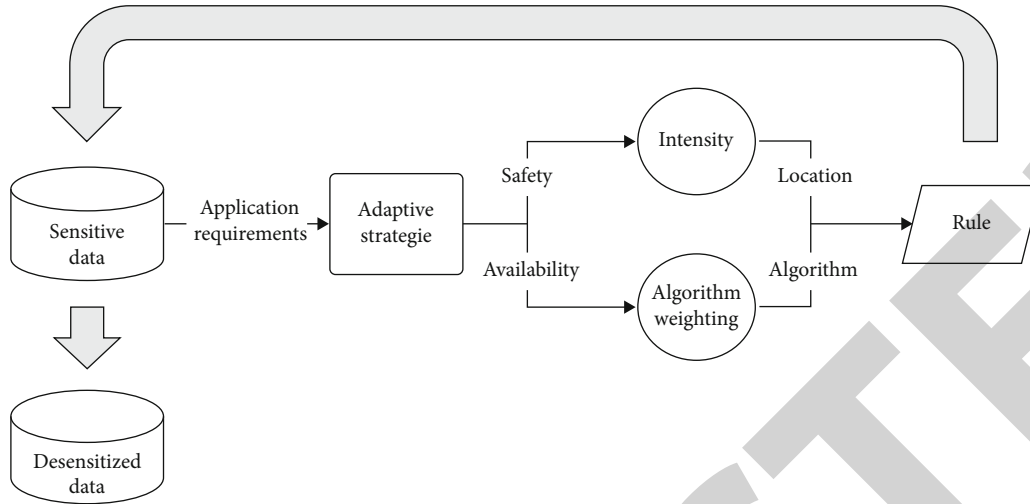 Intensity
Safety
Location
Sensitive
data
Application
requirements
Adaptive
strategie
Rule
Availability
Algorithm
Algorithm
weighting
Desensitized
data